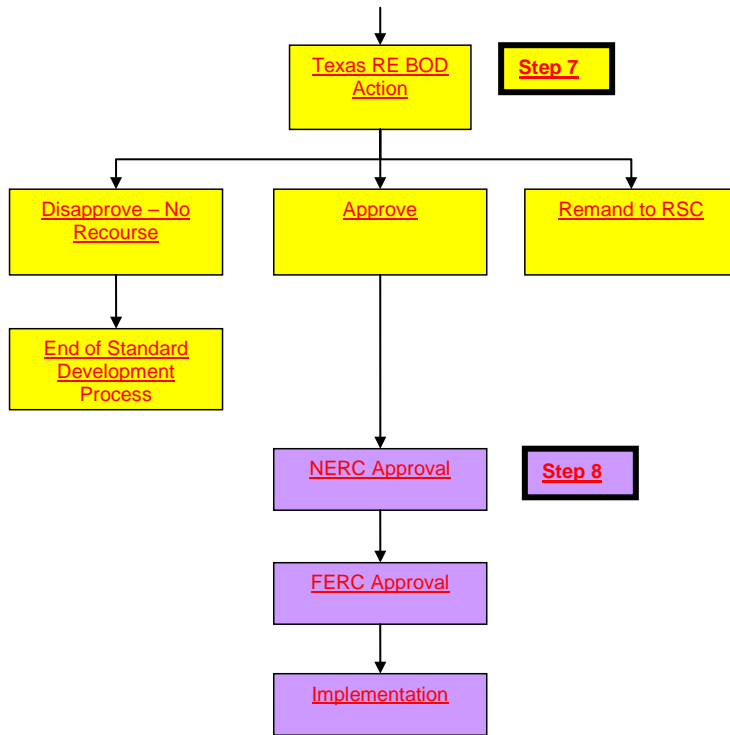 Texas RE BOD
Action
Step 7
Disapprove – No
Recourse
Approve
Remand to RSC
End of Standard
Development
Process
NERC Approval
Step 8
FERC Approval
Implementation